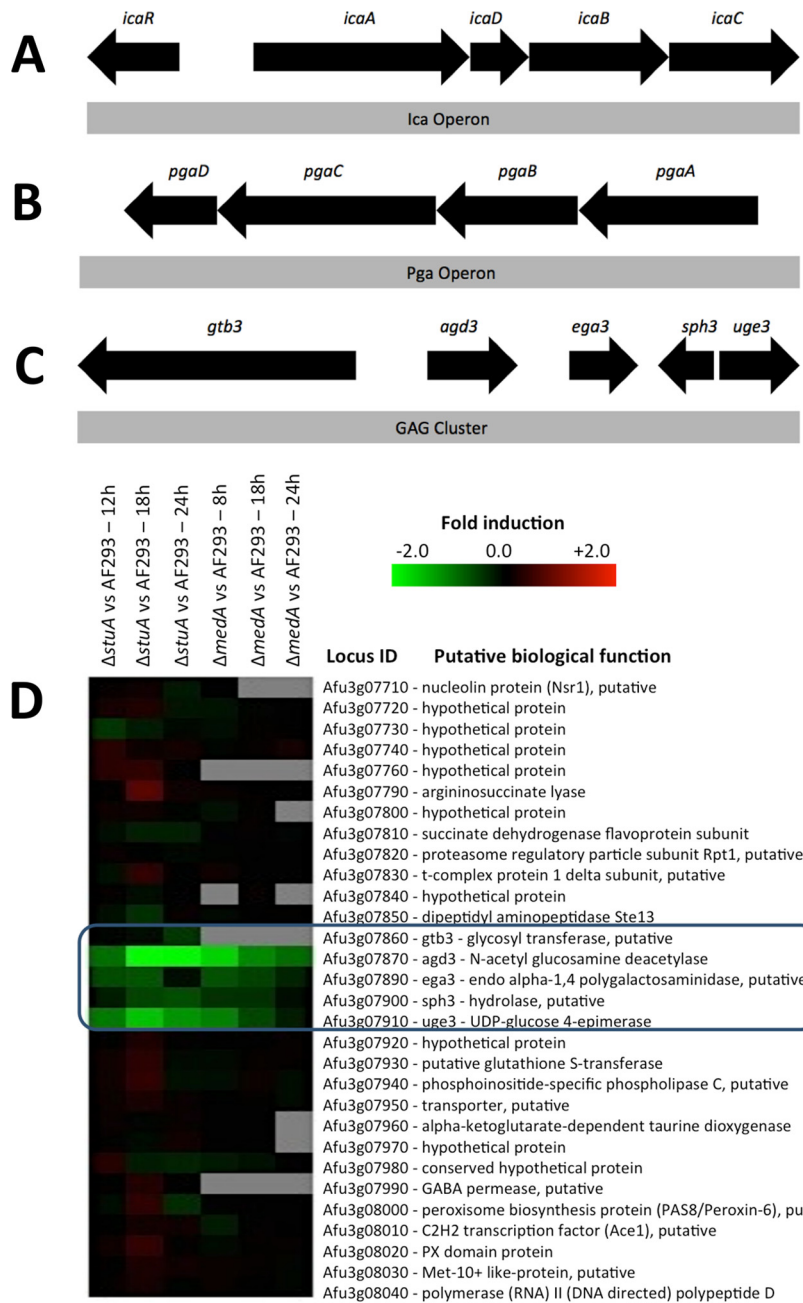 A
icaR icaA icaD icaB icaC
Ica Operon
B
pgaD pgaC pgaB pgaA
Pga Operon
C
gtb3 agd3 ega3 sph3 uge3
GAG Cluster
ΔstuA vs AF293 – 12h
ΔstuA vs AF293 – 18h
ΔstuA vs AF293 – 24h
ΔmedA vs AF293 – 8h
ΔmedA vs AF293 – 18h
ΔmedA vs AF293 – 24h
Fold induction
-2.0 0.0 +2.0
Locus ID Putative biological function
D
Afu3g07710 - nucleolin protein (Nsr1), putative
Afu3g07720 - hypothetical protein
Afu3g07730 - hypothetical protein
Afu3g07740 - hypothetical protein
Afu3g07760 - hypothetical protein
Afu3g07790 - argininosuccinate lyase
Afu3g07800 - hypothetical protein
Afu3g07810 - succinate dehydrogenase flavoprotein subunit
Afu3g07820 - proteasome regulatory particle subunit Rpt1, putative
Afu3g07830 - t-complex protein 1 delta subunit, putative
Afu3g07840 - hypothetical protein
Afu3g07850 - dipeptidyl aminopeptidase Ste13
Afu3g07860 - gtb3 - glycosyl transferase, putative
Afu3g07870 - agd3 - N-acetyl glucosamine deacetylase
Afu3g07890 - ega3 - endo alpha-1,4 polygalactosaminidase, putative
Afu3g07900 - sph3 - hydrolase, putative
Afu3g07910 - uge3 - UDP-glucose 4-epimerase
Afu3g07920 - hypothetical protein
Afu3g07930 - putative glutathione S-transferase
Afu3g07940 - phosphoinositide-specific phospholipase C, putative
Afu3g07950 - transporter, putative
Afu3g07960 - alpha-ketoglutarate-dependent taurine dioxygenase
Afu3g07970 - hypothetical protein
Afu3g07980 - conserved hypothetical protein
Afu3g07990 - GABA permease, putative
Afu3g08000 - peroxisome biosynthesis protein (PAS8/Peroxin-6), pu
Afu3g08010 - C2H2 transcription factor (Ace1), putative
Afu3g08020 - PX domain protein
Afu3g08030 - Met-10+ like-protein, putative
Afu3g08040 - polymerase (RNA) II (DNA directed) polypeptide D